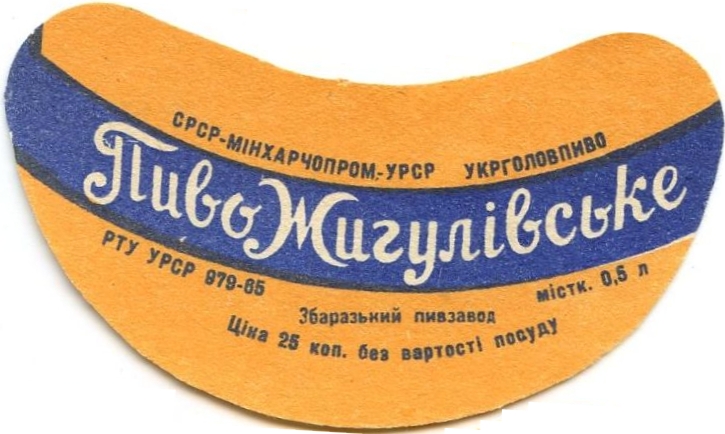 СРСР-МІНХАРЧОПРОМ-УРСР УКРГОЛОВПИВО
Пиво Жигулівське
РТУ УРСР 979-65 містк. 0,5 л
Збаразький пивзавод
Ціна 25 коп. без вартості посуду